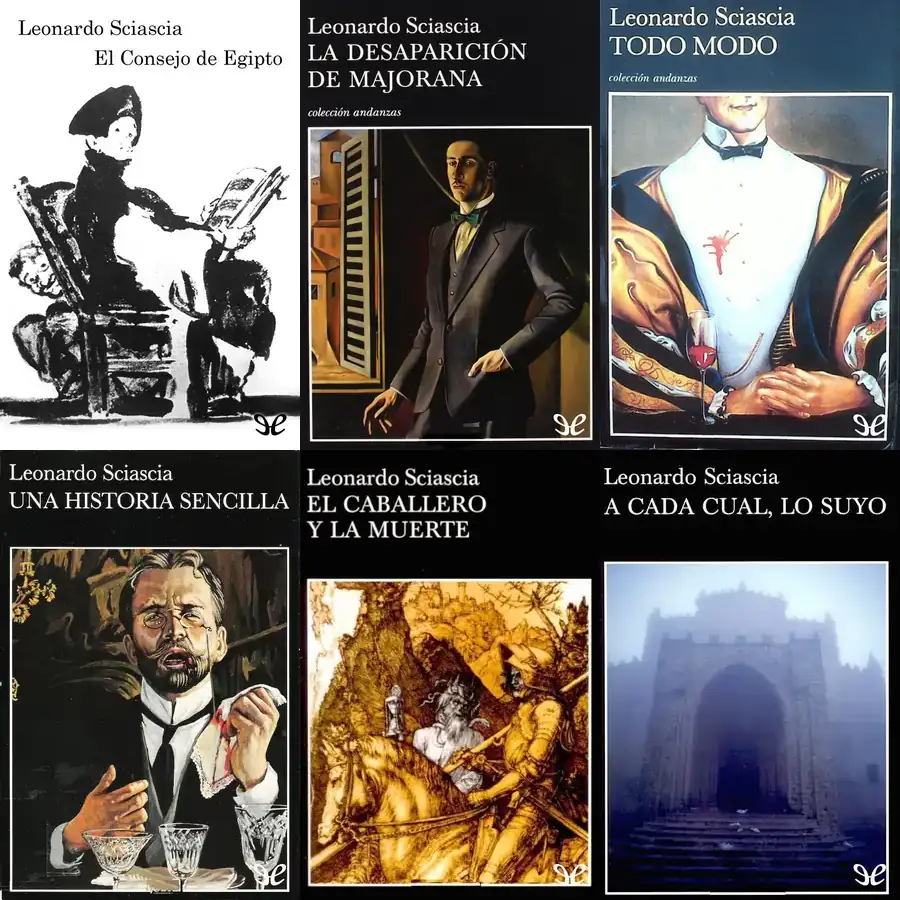 Leonardo Sciascia
El Consejo de Egipto
Leonardo Sciascia
LA DESAPARICIÓN
DE MAJORANA
colección andanzas
Leonardo Sciascia
TODO MODO
colección andanzas
Leonardo Sciascia
UNA HISTORIA SENCILLA
Leonardo Sciascia
EL CABALLERO
Y LA MUERTE
Leonardo Sciascia
A CADA CUAL, LO SUYO